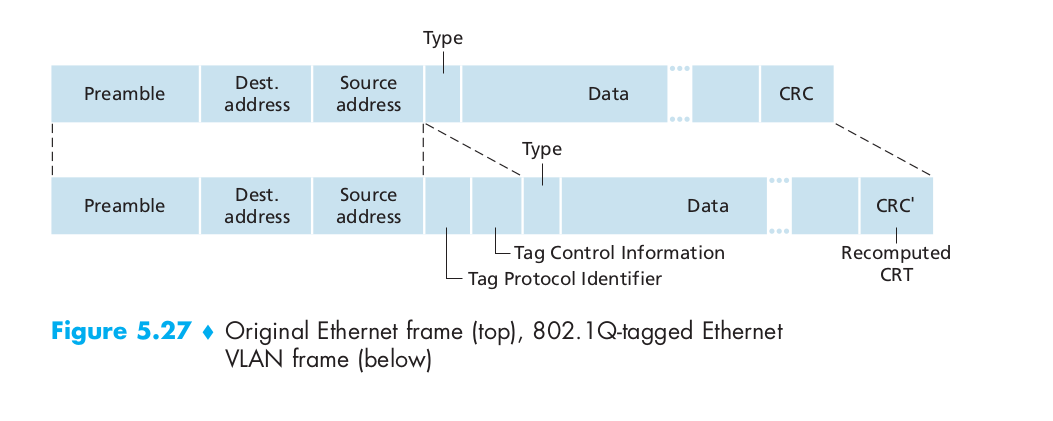 Type
Preamble
Dest.
address
Source
address
Data
CRC
Type
Preamble
Dest.
address
Source
address
Data
CRC'
Tag Control Information
Recomputed
CRT
Tag Protocol Identifier
Figure 5.27 ♦ Original Ethernet frame (top), 802.1Q-tagged Ethernet
VLAN frame (below)